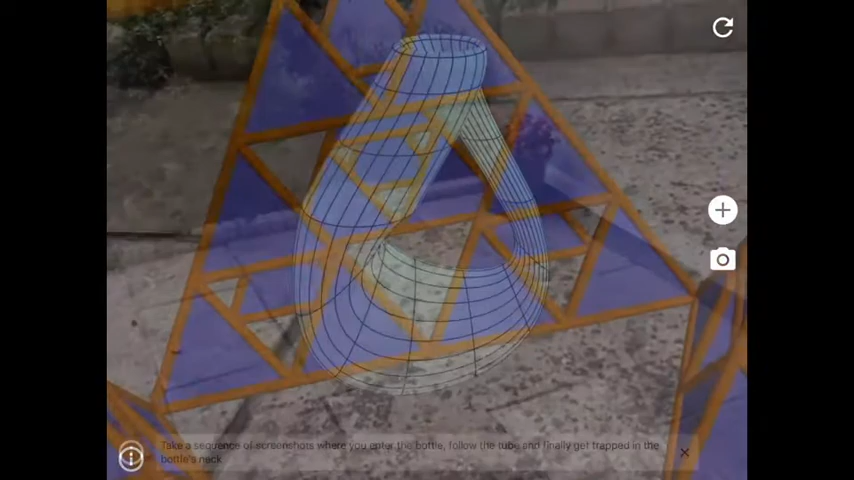 Take a sequence of screenshots where you enter the bottle, follow the tube and finally get trapped in the
bottle's neck